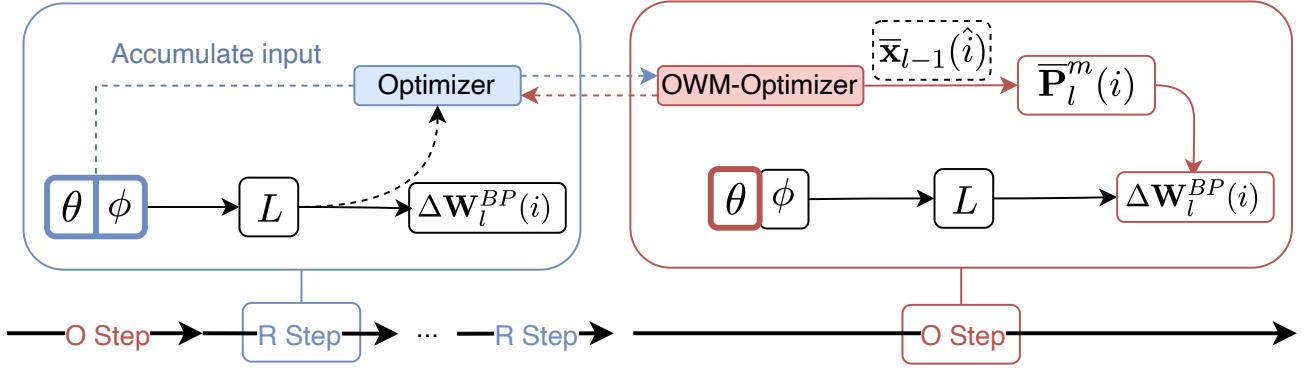 Accumulate input
Optimizer
θ ϕ
L
ΔW_l^{BP}(i)
OWM-Optimizer
x̅_{l−1}(î)
P̅_l^m(i)
θ ϕ
L
ΔW_l^{BP}(i)
O Step
R Step
...
R Step
O Step